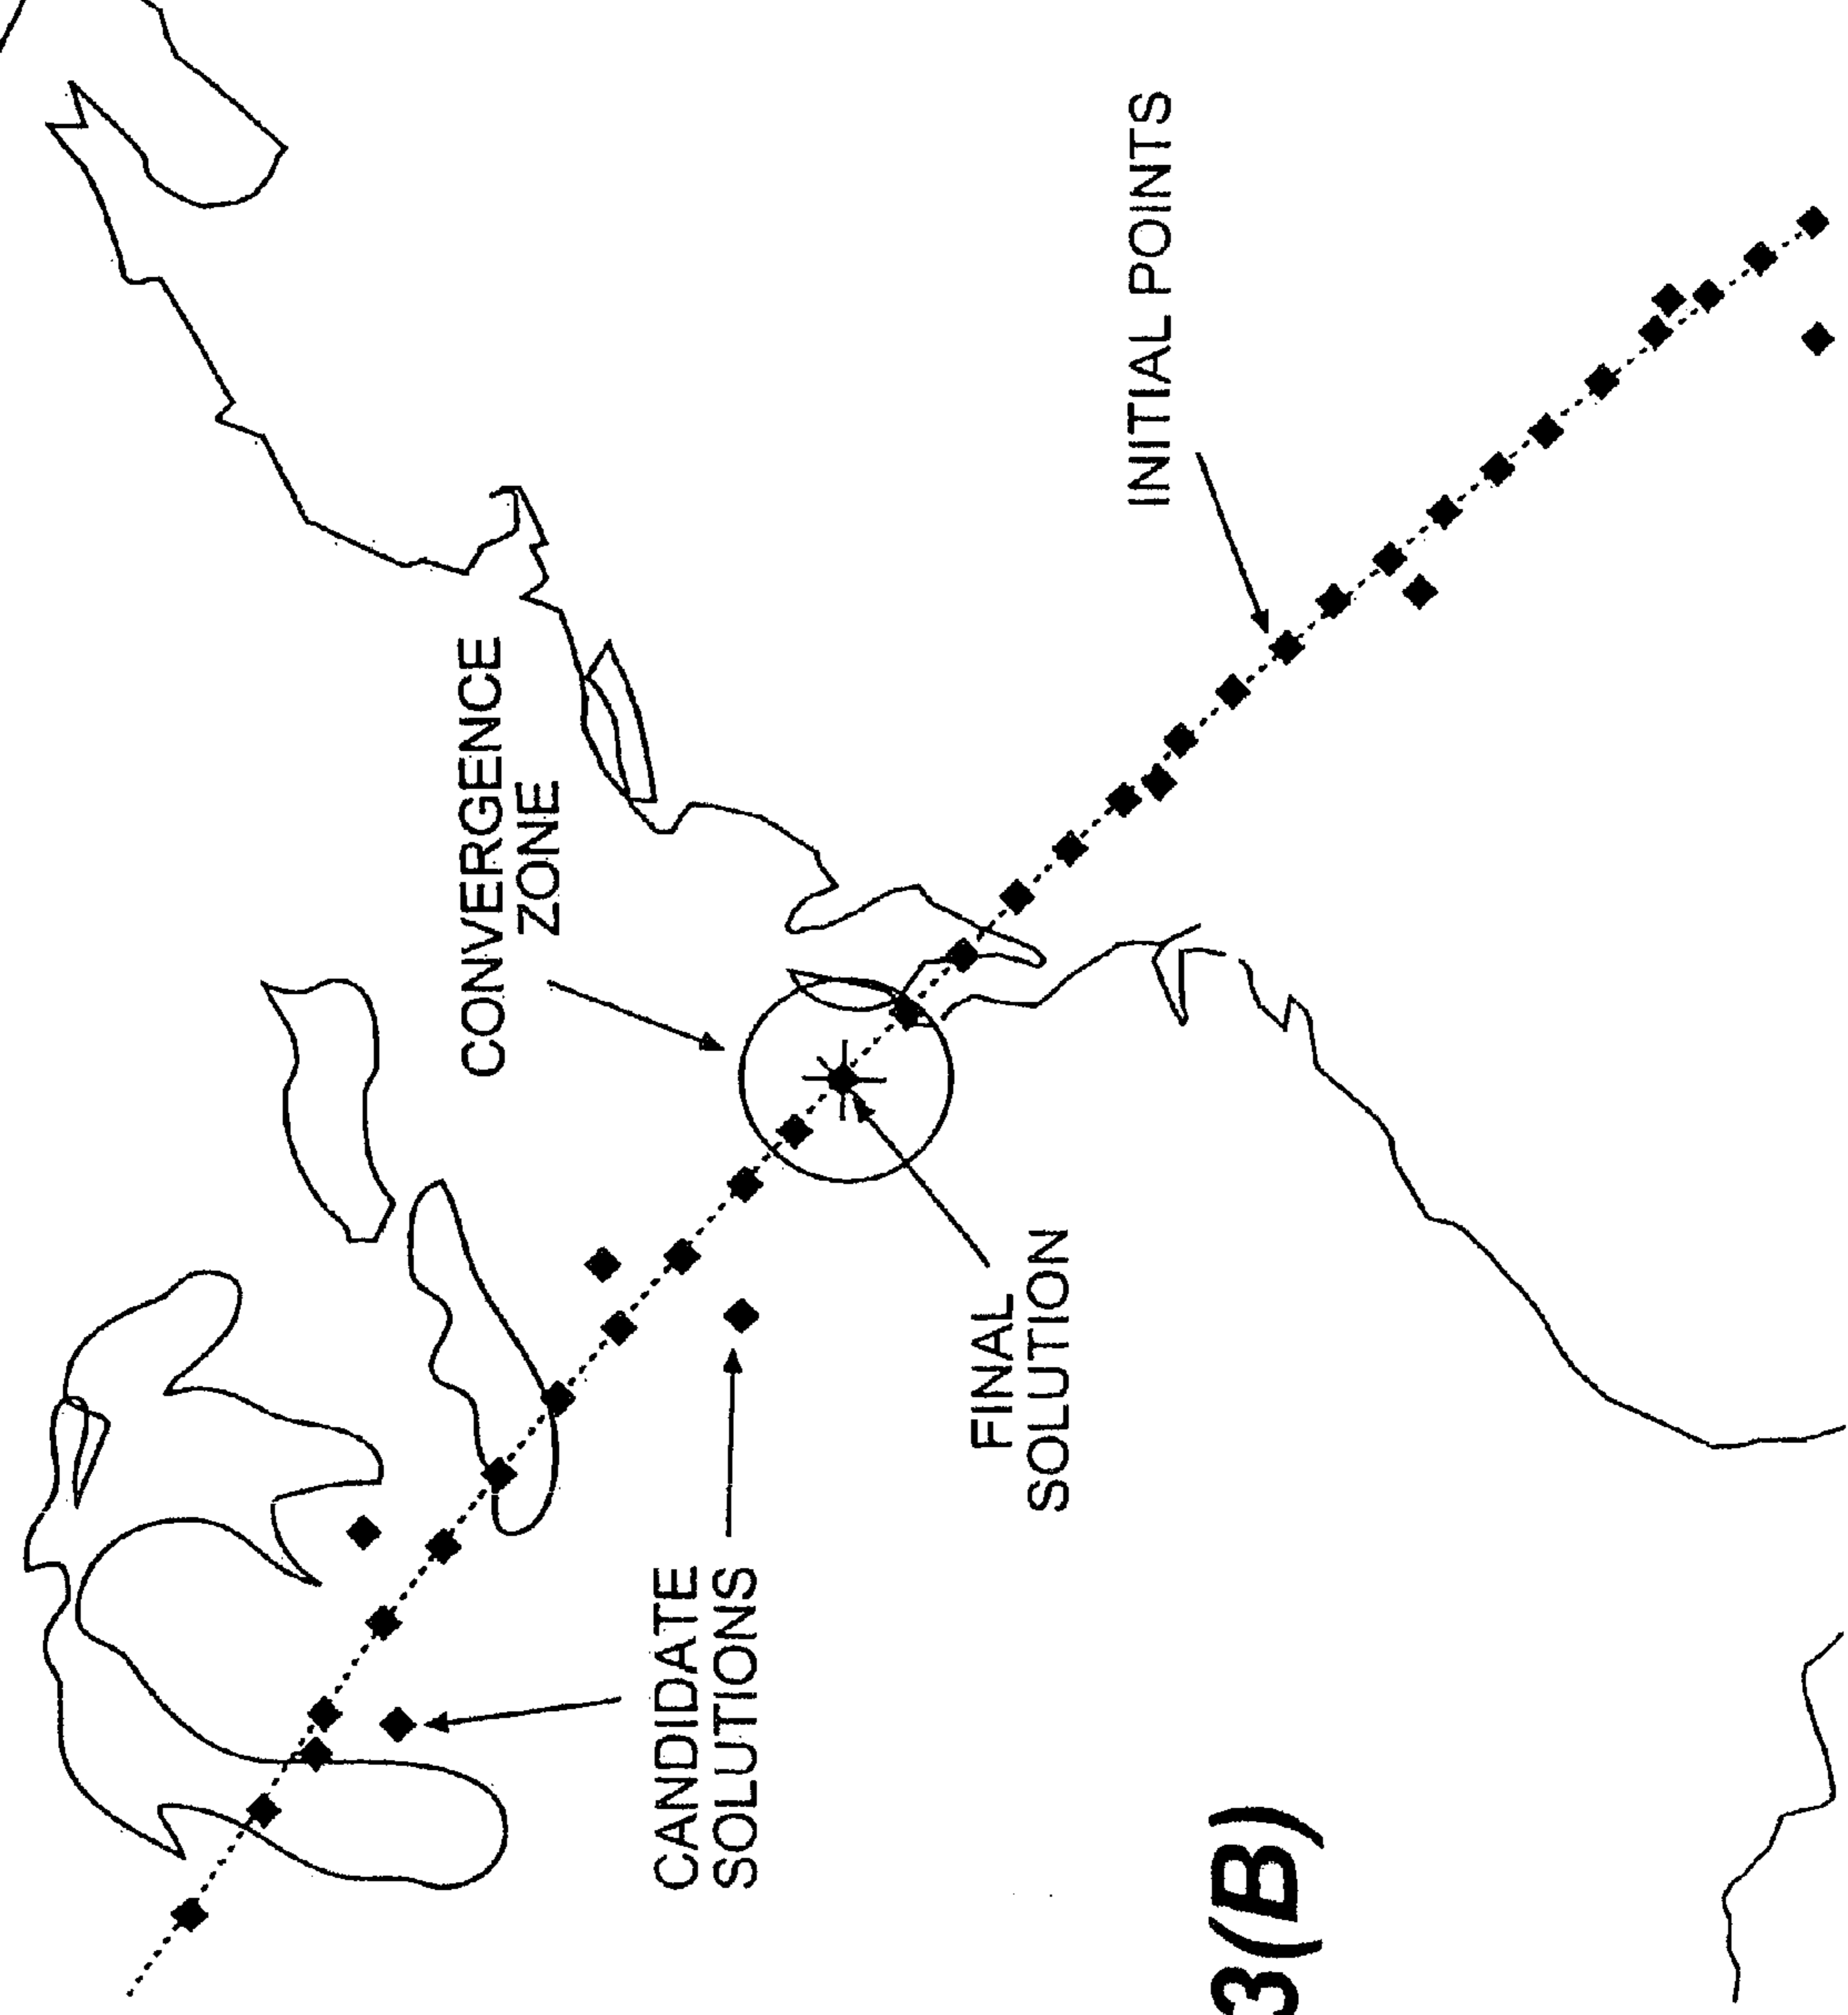 CONVERGENCE
ZONE
INITIAL POINTS
CANDIDATE
SOLUTIONS
FINAL
SOLUTION
3(B)